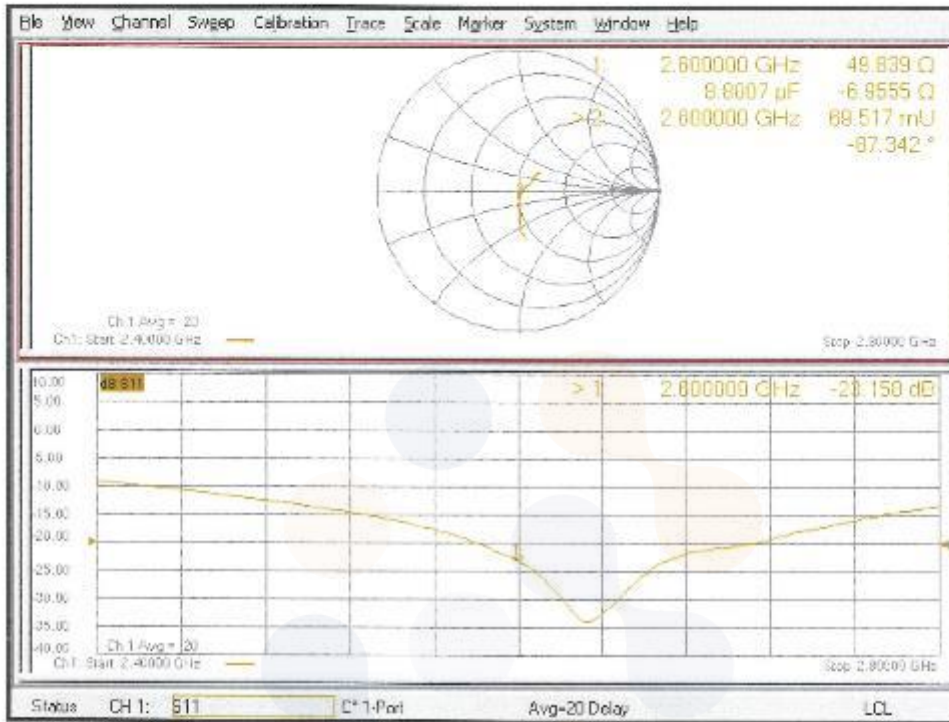 File View Channel Sweep Calibration Trace Scale Marker System Window Help
1: 2.600000 GHz 49.839 Ω
8.8007 pF -6.9555 Ω
> 2: 2.600000 GHz 69.517 mU
-87.342 °
Ch 1 Avg = 20
Ch1: Start 2.40000 GHz
Stop 2.80000 GHz
10.00
dB S11
> 1: 2.600000 GHz -23.158 dB
5.00
0.00
-5.00
-10.00
-15.00
-20.00
-25.00
-30.00
-35.00
-40.00
Ch 1 Avg = 20
Ch1: Start 2.40000 GHz
Stop 2.80000 GHz
Status CH 1: S11 C* 1-Port Avg=20 Delay LCL